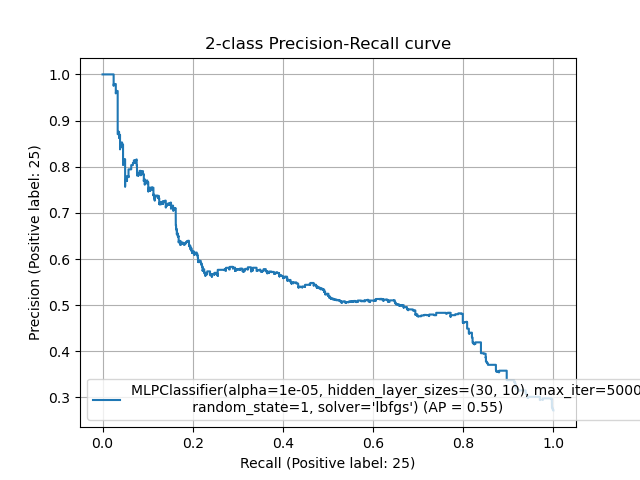 2-class Precision-Recall curve
1.0
0.9
0.8
0.7
0.6
0.5
0.4
0.3
Precision (Positive label: 25)
MLPClassifier(alpha=1e-05, hidden_layer_sizes=(30, 10), max_iter=5000
random_state=1, solver='lbfgs') (AP = 0.55)
0.0 0.2 0.4 0.6 0.8 1.0
Recall (Positive label: 25)